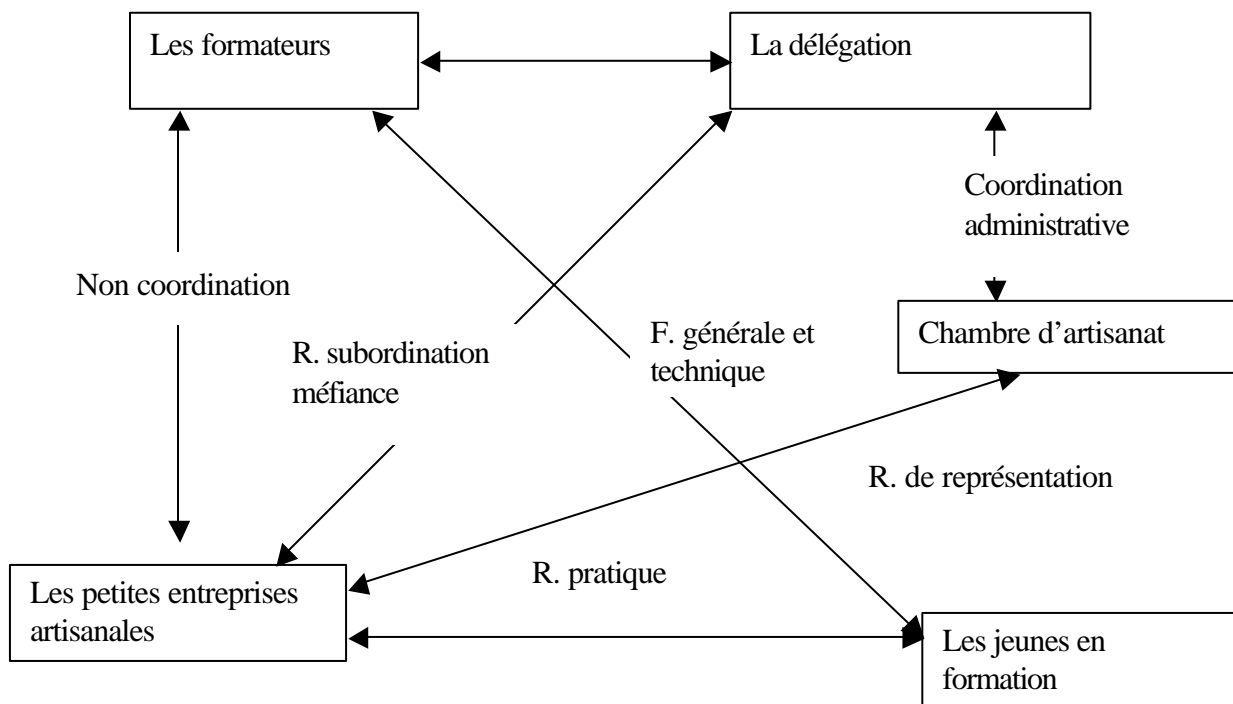 Les formateurs
La délégation
Coordination
administrative
Non coordination
Chambre d’artisanat
R. subordination
méfiance
F. générale et
technique
R. de représentation
R. pratique
Les petites entreprises
artisanales
Les jeunes en
formation